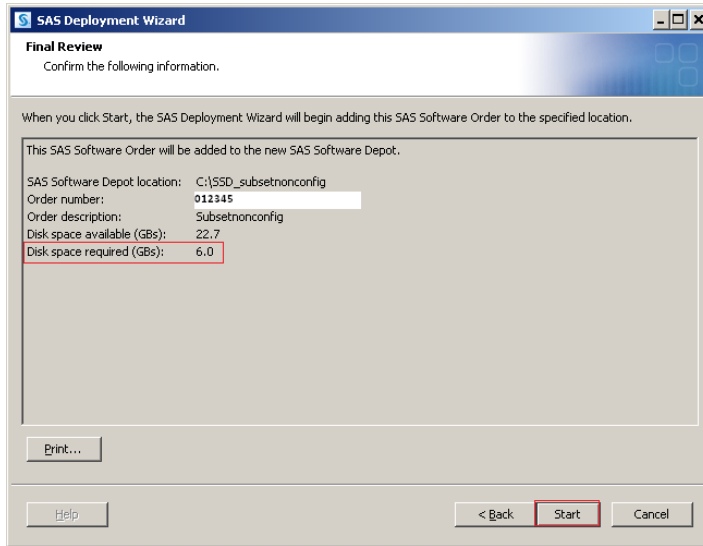 SAS Deployment Wizard
Final Review
Confirm the following information.
When you click Start, the SAS Deployment Wizard will begin adding this SAS Software Order to the specified location.
This SAS Software Order will be added to the new SAS Software Depot.
SAS Software Depot location: C:\SSD_subsetnonconfig
Order number: 012345
Order description: Subsetnonconfig
Disk space available (GBs): 22.7
Disk space required (GBs): 6.0
Print...
Help < Back Start Cancel